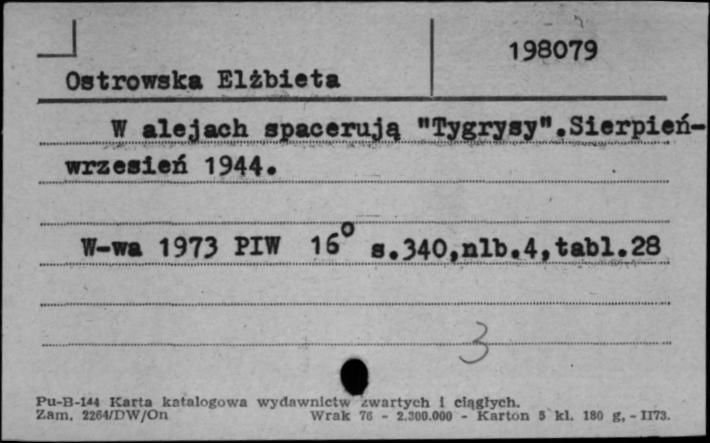 198079
Ostrowska Elżbieta
W alejach spacerują "Tygrysy".Sierpień-
wrzesień 1944.
W-wa 1973 PIW 16° s.340,nlb.4,tabl.28
3
Pu-B-144 Karta katalogowa wydawnictw zwartych i ciągłych.
Zam. 2264/DW/On Wrak 76 - 2.300.000 - Karton 5 kl. 180 g, - II73.